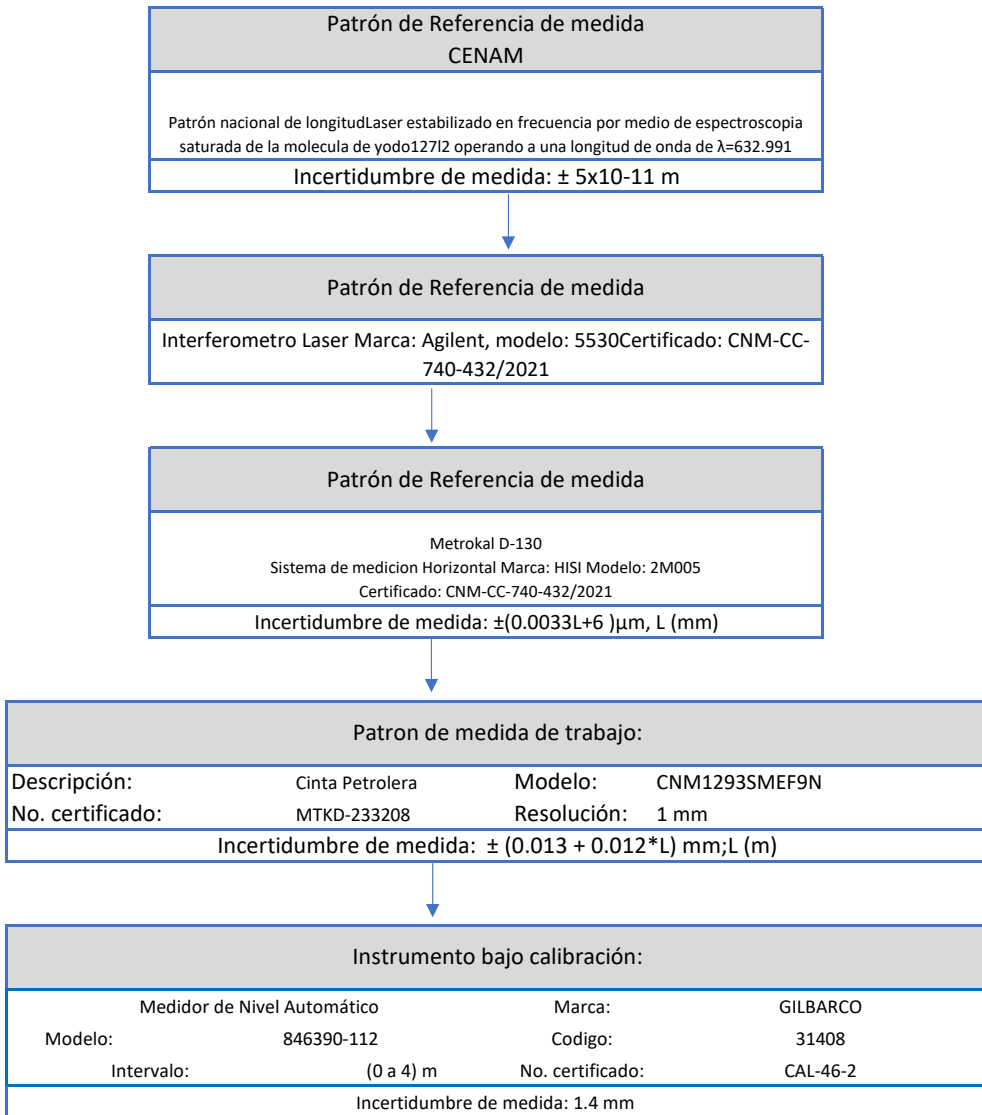 Patrón de Referencia de medida
CENAM
Patrón nacional de longitudLaser estabilizado en frecuencia por medio de espectroscopia
saturada de la molecula de yodo127l2 operando a una longitud de onda de λ=632.991
Incertidumbre de medida: ± 5x10-11 m
Patrón de Referencia de medida
Interferometro Laser Marca: Agilent, modelo: 5530Certificado: CNM-CC-
740-432/2021
Patrón de Referencia de medida
Metrokal D-130
Sistema de medicion Horizontal Marca: HISI Modelo: 2M005
Certificado: CNM-CC-740-432/2021
Incertidumbre de medida: ±(0.0033L+6 )µm, L (mm)
Patron de medida de trabajo:
Descripción: Cinta Petrolera Modelo: CNM1293SMEF9N
No. certificado: MTKD-233208 Resolución: 1 mm
Incertidumbre de medida: ± (0.013 + 0.012*L) mm;L (m)
Instrumento bajo calibración:
Medidor de Nivel Automático Marca: GILBARCO
Modelo: 846390-112 Codigo: 31408
Intervalo: (0 a 4) m No. certificado: CAL-46-2
Incertidumbre de medida: 1.4 mm